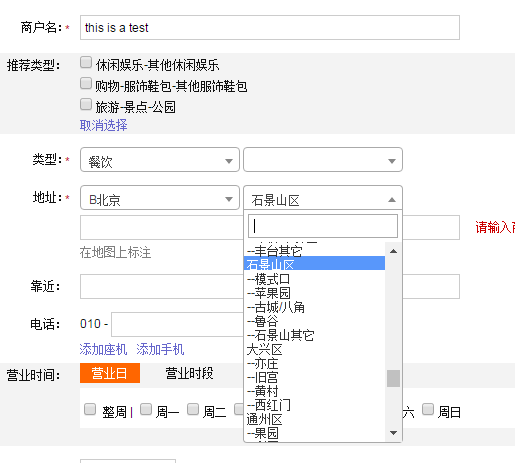 商户名:* this is a test
推荐类型: 休闲娱乐-其他休闲娱乐
购物-服饰鞋包-其他服饰鞋包
旅游-景点-公园
取消选择
类型:* 餐饮
地址:* B北京 石景山区
请输入
在地图上标注
--丰台其它
石景山区
--模式口
--苹果园
--古城/八角
--鲁谷
--石景山其它
大兴区
--亦庄
--旧宫
--黄村
--西红门
通州区
--果园
靠近:
电话: 010 -
添加座机 添加手机
营业时间: 营业日 营业时段
整周 | 周一 周二 六 周日